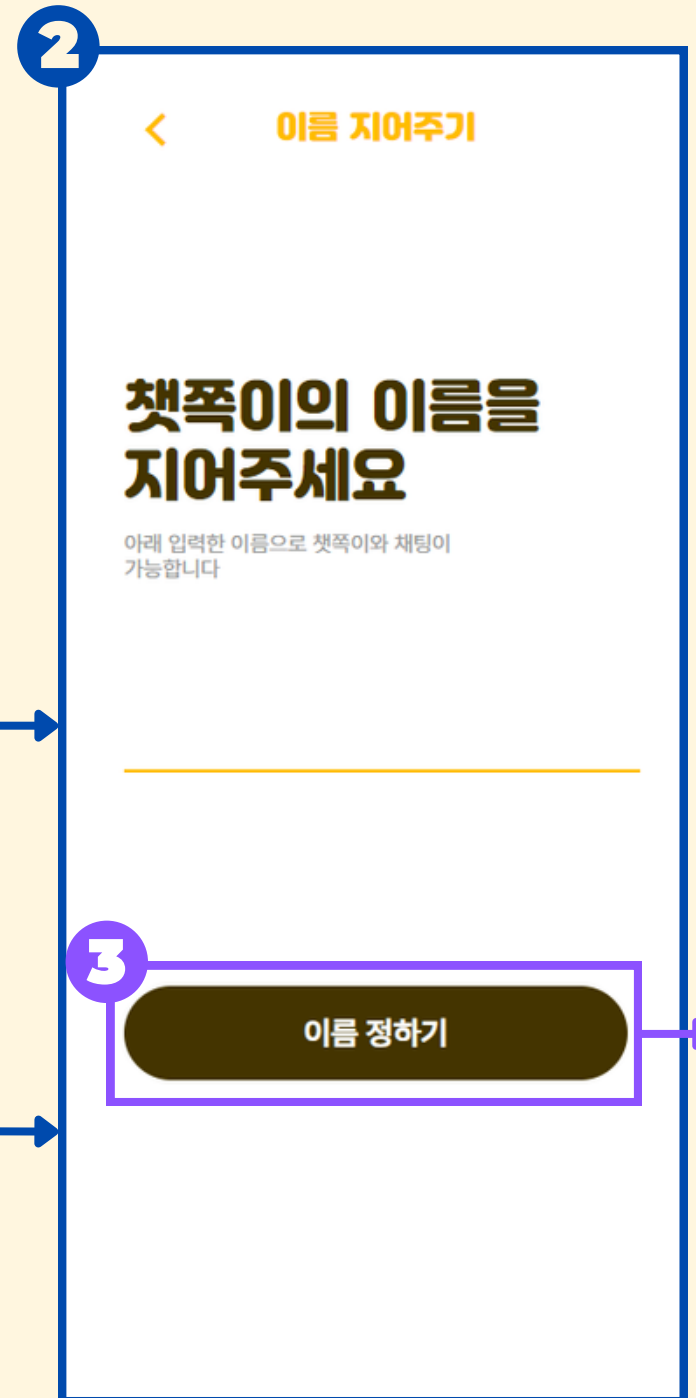 2
이름 지어주기
챗쪽이의 이름을
지어주세요
아래 입력한 이름으로 챗쪽이와 채팅이
가능합니다
3
이름 정하기